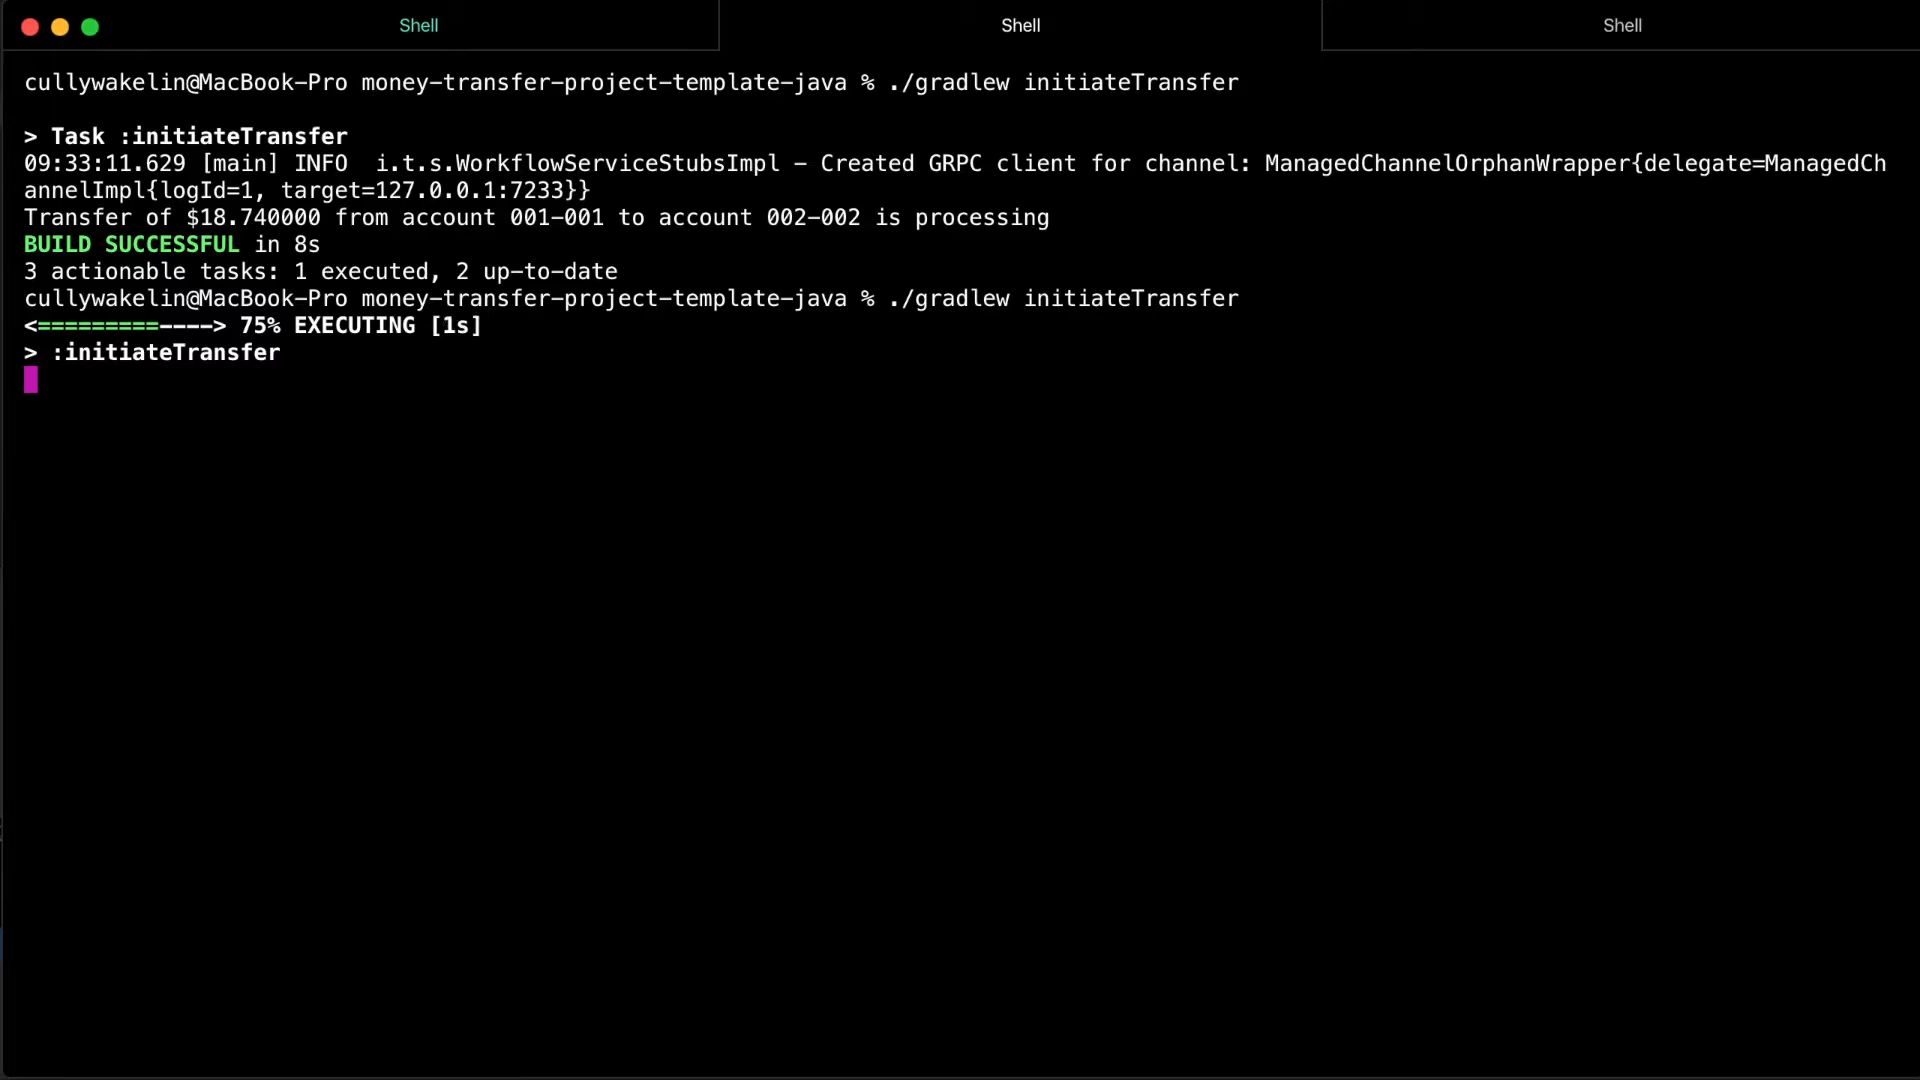 Shell
Shell
Shell
cullywakelin@MacBook-Pro money-transfer-project-template-java % ./gradlew initiateTransfer
> Task :initiateTransfer
09:33:11.629 [main] INFO  i.t.s.WorkflowServiceStubsImpl - Created GRPC client for channel: ManagedChannelOrphanWrapper{delegate=ManagedCh
annelImpl{logId=1, target=127.0.0.1:7233}}
Transfer of $18.740000 from account 001-001 to account 002-002 is processing
BUILD SUCCESSFUL in 8s
3 actionable tasks: 1 executed, 2 up-to-date
cullywakelin@MacBook-Pro money-transfer-project-template-java % ./gradlew initiateTransfer
<=========----> 75% EXECUTING [1s]
> :initiateTransfer